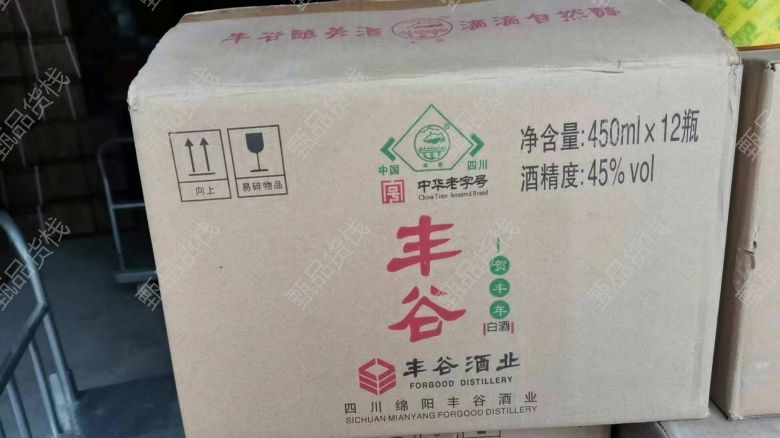 丰谷酿美酒 滴滴自然醇
向上
易碎物品
中国 四川
丰谷
中华老字号
China Time-honored Brand
净含量:450ml×12瓶
酒精度:45% vol
丰谷
贺丰年
白酒
丰谷酒业
FORGOOD DISTILLERY
四川绵阳丰谷酒业
SICHUAN MIANYANG FORGOOD DISTILLERY
甄品货栈